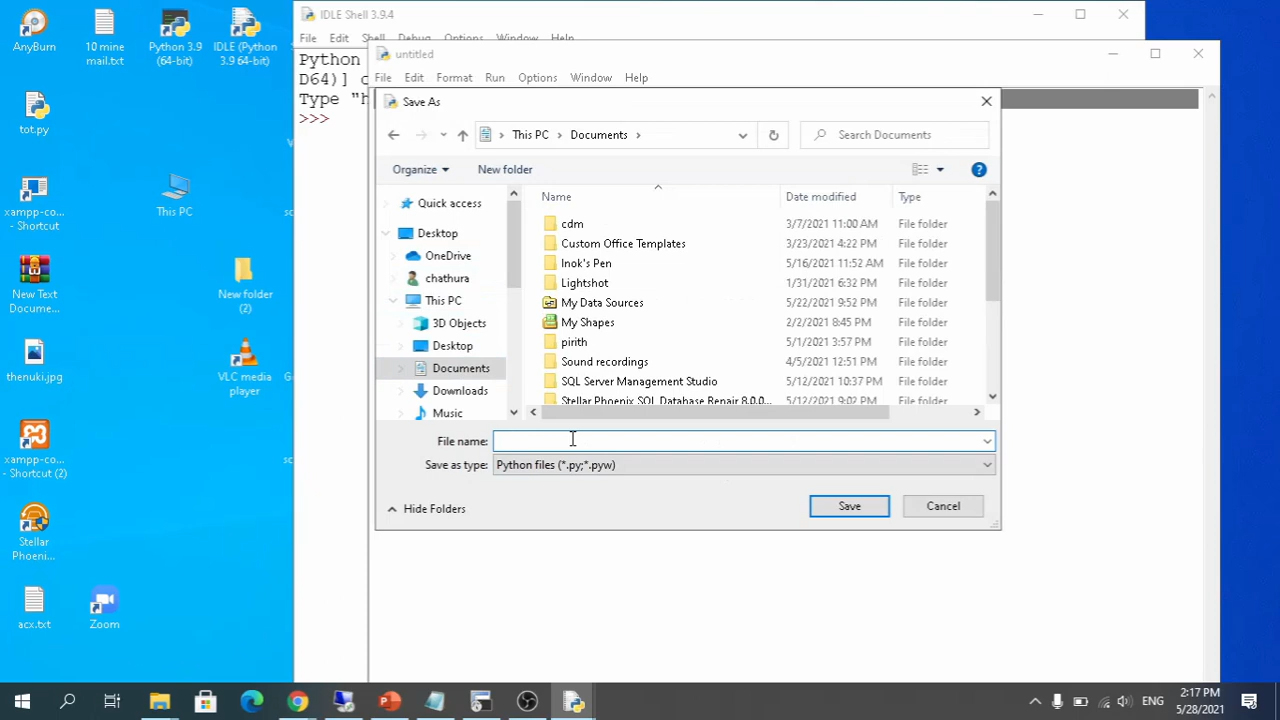 AnyBurn
10 mine
mail.txt
Python 3.9
(64-bit)
IDLE (Python
3.9 64-bit)
tot.py
xampp-co...
- Shortcut
This PC
New Text
Docume...
New folder
(2)
thenuki.jpg
VLC media
player
xampp-co...
- Shortcut (2)
Stellar
Phoeni...
acx.txt
Zoom
IDLE Shell 3.9.4
File Edit Shell Debug Options Window Help
Python
D64)] c
Type "h
>>>
untitled
File Edit Format Run Options Window Help
Save As
This PC > Documents >
Search Documents
Organize New folder
Name Date modified Type
Quick access
Desktop
OneDrive
chathura
This PC
3D Objects
Desktop
Documents
Downloads
Music
cdm 3/7/2021 11:00 AM File folder
Custom Office Templates 3/23/2021 4:22 PM File folder
Inok's Pen 5/16/2021 11:52 AM File folder
Lightshot 1/31/2021 6:32 PM File folder
My Data Sources 5/22/2021 9:52 PM File folder
My Shapes 2/2/2021 8:45 PM File folder
pirith 5/1/2021 3:57 PM File folder
Sound recordings 4/5/2021 12:51 PM File folder
SQL Server Management Studio 5/12/2021 10:37 PM File folder
Stellar Phoenix SQL Database Repair 8.0.0... 5/12/2021 9:02 PM File folder
File name:
Save as type: Python files (*.py;*.pyw)
Hide Folders
Save Cancel
ENG
2:17 PM
5/28/2021